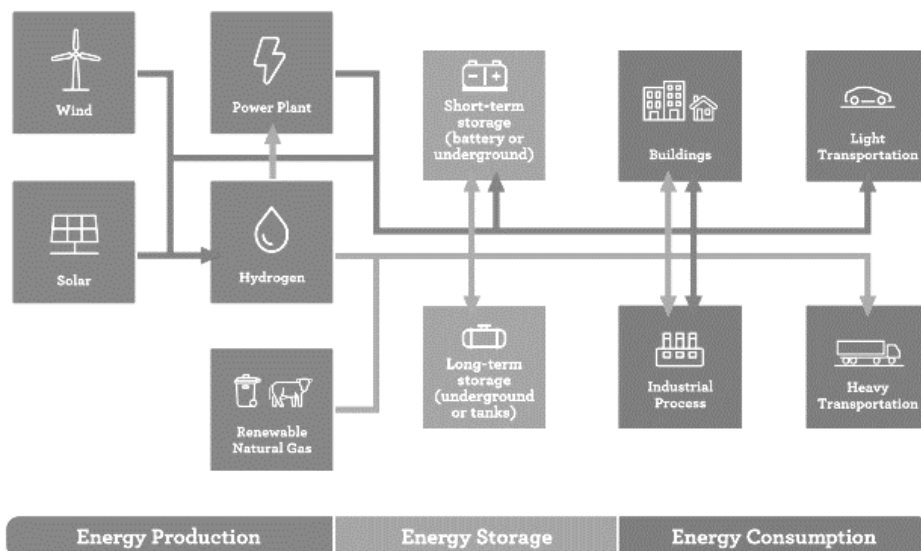 Wind
Power Plant
Short-term
storage
(battery or
underground)
Buildings
Light
Transportation
Solar
Hydrogen
Renewable
Natural Gas
Long-term
storage
(underground
or tanks)
Industrial
Process
Heavy
Transportation
Energy Production
Energy Storage
Energy Consumption